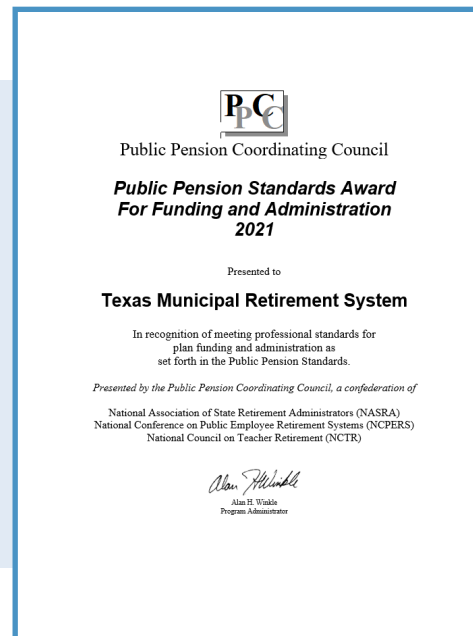 PPCC
Public Pension Coordinating Council
Public Pension Standards Award
For Funding and Administration
2021
Presented to
Texas Municipal Retirement System
In recognition of meeting professional standards for
plan funding and administration as
set forth in the Public Pension Standards.
Presented by the Public Pension Coordinating Council, a confederation of
National Association of State Retirement Administrators (NASRA)
National Conference on Public Employee Retirement Systems (NCPERS)
National Council on Teacher Retirement (NCTR)
Alan H. Winkle
Alan H. Winkle
Program Administrator